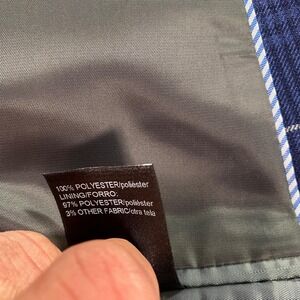 100% POLYESTER/poliéster
LINING/FORRO:
97% POLYESTER/poliéster
3% OTHER FABRIC/otra tela